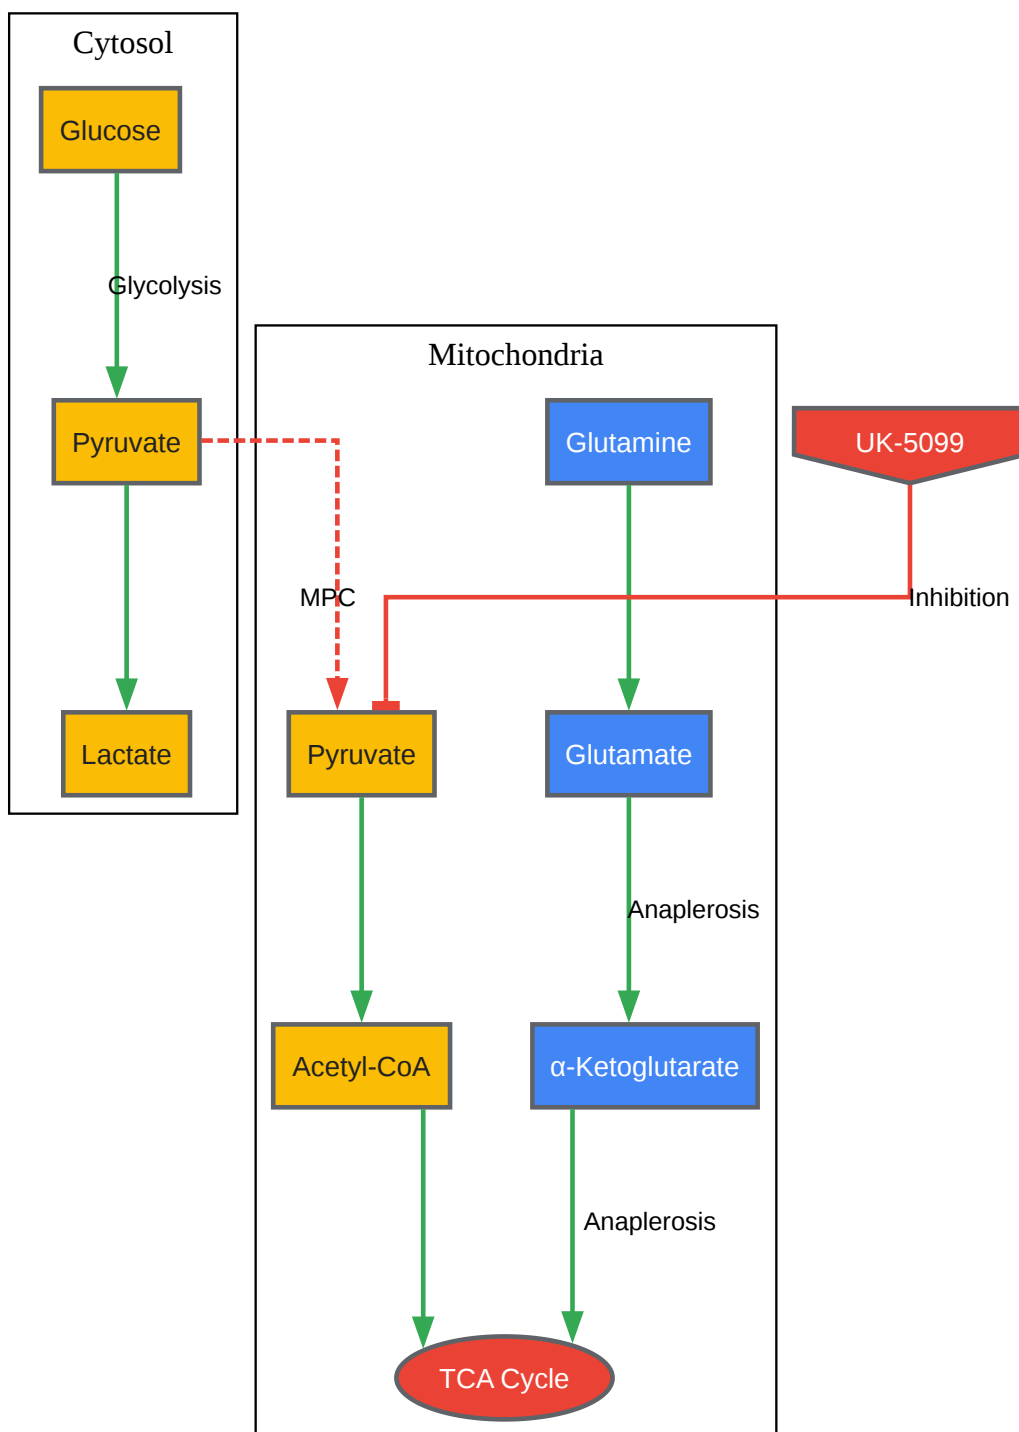 Cytosol
Glucose
Glycolysis
Mitochondria
Pyruvate
Glutamine
UK-5099
MPC
Inhibition
Lactate
Pyruvate
Glutamate
Anaplerosis
Acetyl-CoA
α-Ketoglutarate
Anaplerosis
TCA Cycle